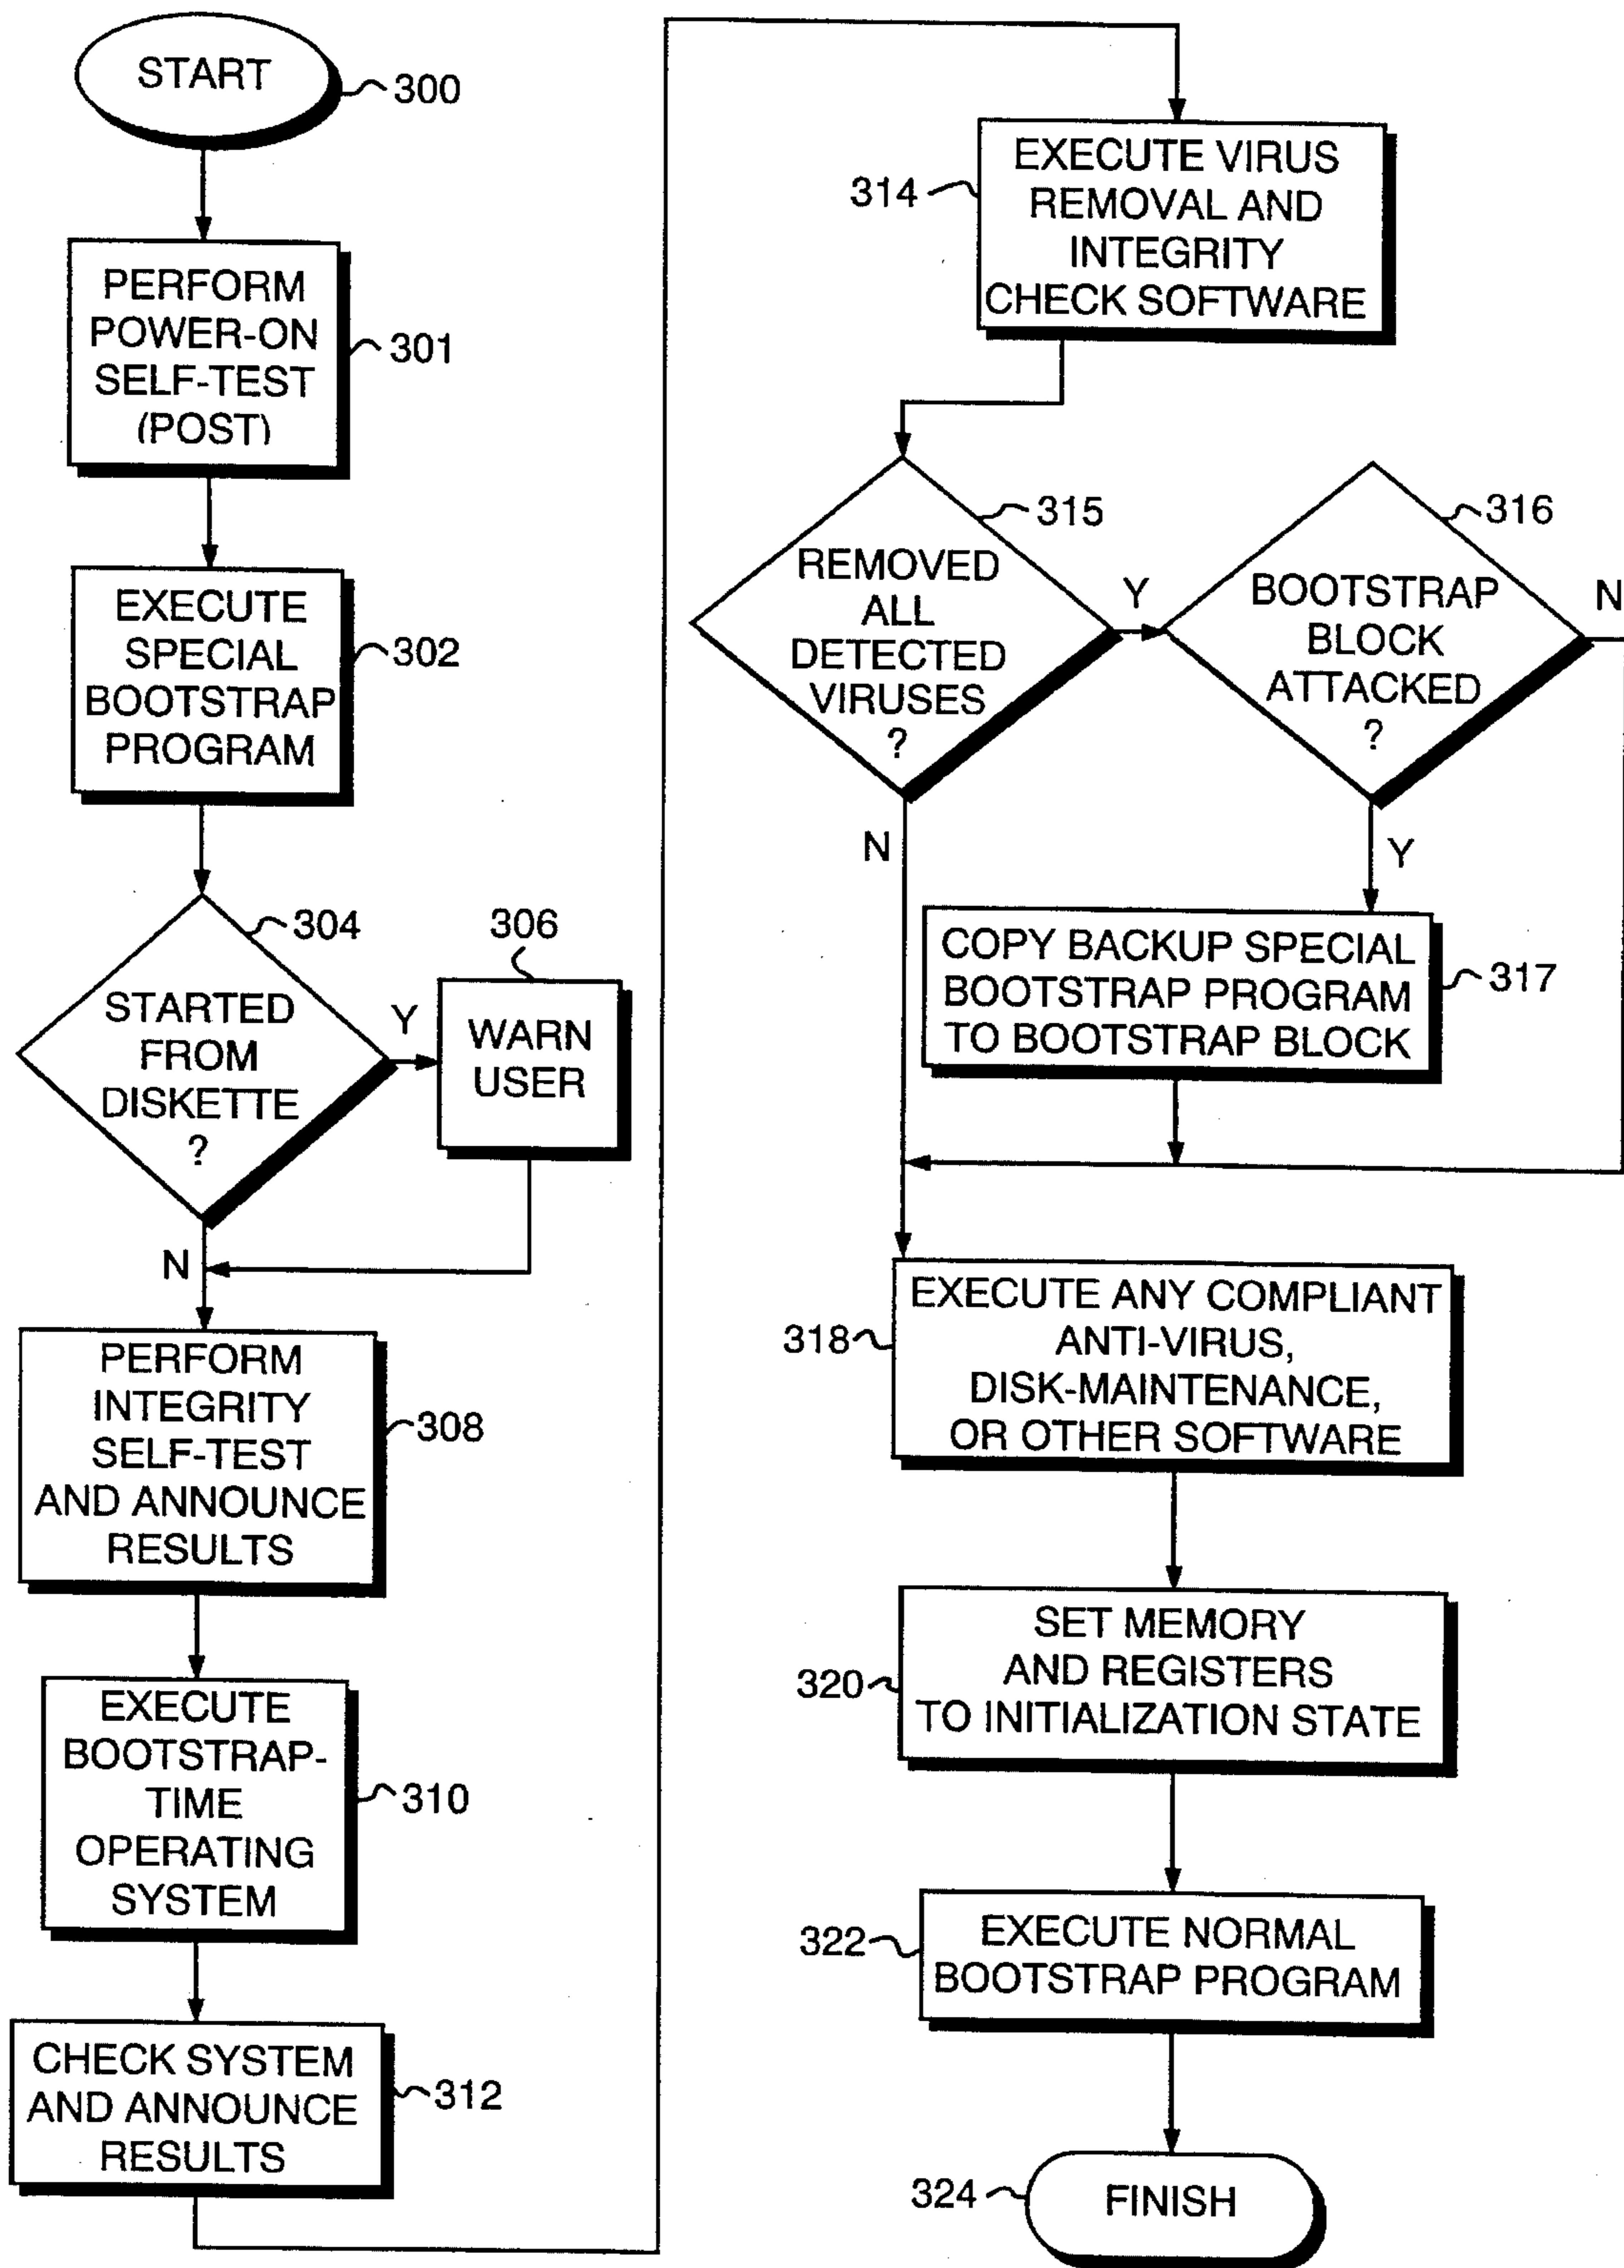 START
300
PERFORM
POWER-ON
SELF-TEST
(POST)
301
EXECUTE
SPECIAL
BOOTSTRAP
PROGRAM
302
304
STARTED
FROM
DISKETTE
?
Y
N
306
WARN
USER
PERFORM
INTEGRITY
SELF-TEST
AND ANNOUNCE
RESULTS
308
EXECUTE
BOOTSTRAP-
TIME
OPERATING
SYSTEM
310
CHECK SYSTEM
AND ANNOUNCE
RESULTS
312
314
EXECUTE VIRUS
REMOVAL AND
INTEGRITY
CHECK SOFTWARE
315
REMOVED
ALL
DETECTED
VIRUSES
?
Y
N
316
BOOTSTRAP
BLOCK
ATTACKED
?
N
Y
COPY BACKUP SPECIAL
BOOTSTRAP PROGRAM
TO BOOTSTRAP BLOCK
317
318
EXECUTE ANY COMPLIANT
ANTI-VIRUS,
DISK-MAINTENANCE,
OR OTHER SOFTWARE
320
SET MEMORY
AND REGISTERS
TO INITIALIZATION STATE
322
EXECUTE NORMAL
BOOTSTRAP PROGRAM
324
FINISH